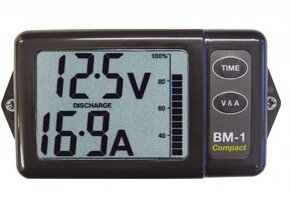 12.5V
100%
80
DISCHARGE
60
16.9A
40
TIME
V & A
BM-1
Compact